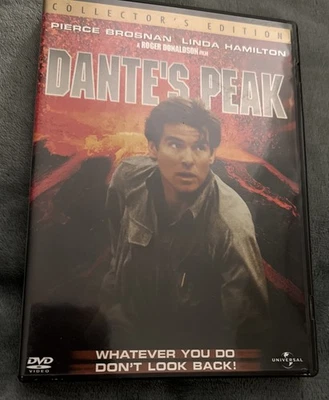 COLLECTOR'S EDITION
PIERCE BROSNAN LINDA HAMILTON
A ROGER DONALDSON FILM
DANTE'S PEAK
WHATEVER YOU DO
DON'T LOOK BACK!
DVD
VIDEO
UNIVERSAL